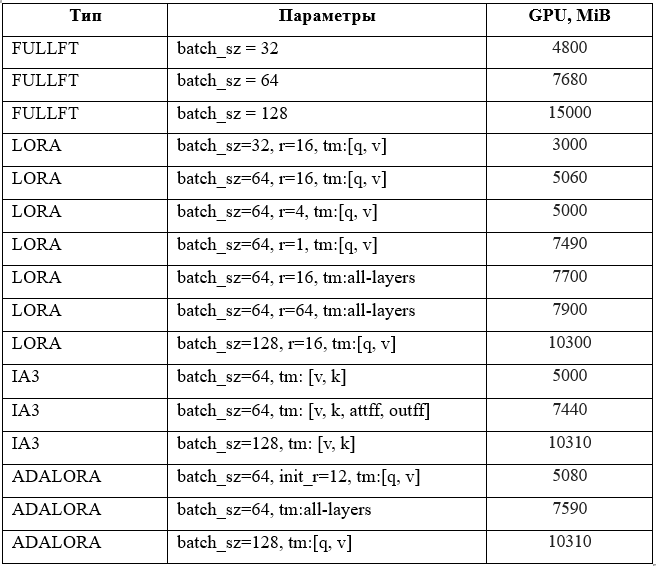 Тип Параметры GPU, MiB
FULLFT batch_sz = 32 4800
FULLFT batch_sz = 64 7680
FULLFT batch_sz = 128 15000
LORA batch_sz=32, r=16, tm:[q, v] 3000
LORA batch_sz=64, r=16, tm:[q, v] 5060
LORA batch_sz=64, r=4, tm:[q, v] 5000
LORA batch_sz=64, r=1, tm:[q, v] 7490
LORA batch_sz=64, r=16, tm:all-layers 7700
LORA batch_sz=64, r=64, tm:all-layers 7900
LORA batch_sz=128, r=16, tm:[q, v] 10300
IA3 batch_sz=64, tm: [v, k] 5000
IA3 batch_sz=64, tm: [v, k, attff, outff] 7440
IA3 batch_sz=128, tm: [v, k] 10310
ADALORA batch_sz=64, init_r=12, tm:[q, v] 5080
ADALORA batch_sz=64, tm:all-layers 7590
ADALORA batch_sz=128, tm:[q, v] 10310